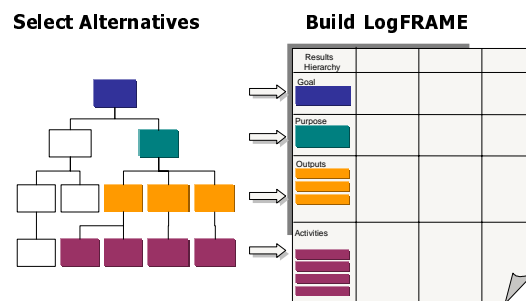 Select Alternatives
Build LogFRAME
Results
Hierarchy
Goal
Purpose
Outputs
Activities